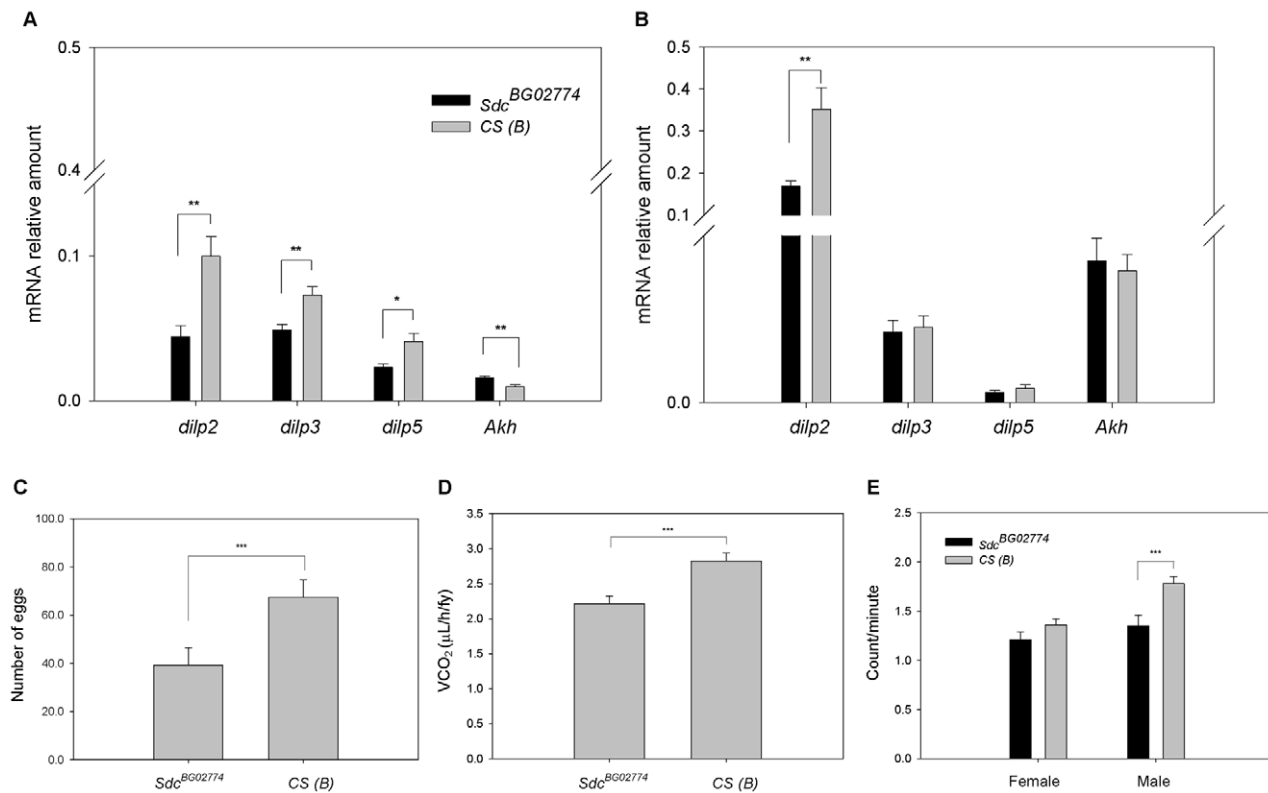 A
mRNA relative amount
0.5
0.4
0.1
0.0
Sdc^BG02774
CS (B)
**
**
*
**
dilp2
dilp3
dilp5
Akh
B
mRNA relative amount
0.5
0.4
0.3
0.2
0.1
0.0
**
dilp2
dilp3
dilp5
Akh
C
Number of eggs
100.0
80.0
60.0
40.0
20.0
0.0
***
Sdc^BG02774
CS (B)
D
VCO₂ (µL/h/fy)
3.5
3.0
2.5
2.0
1.5
1.0
0.5
0.0
***
Sdc^BG02774
CS (B)
E
Count/minute
2.5
2.0
1.5
1.0
0.5
0.0
Sdc^BG02774
CS (B)
***
Female
Male